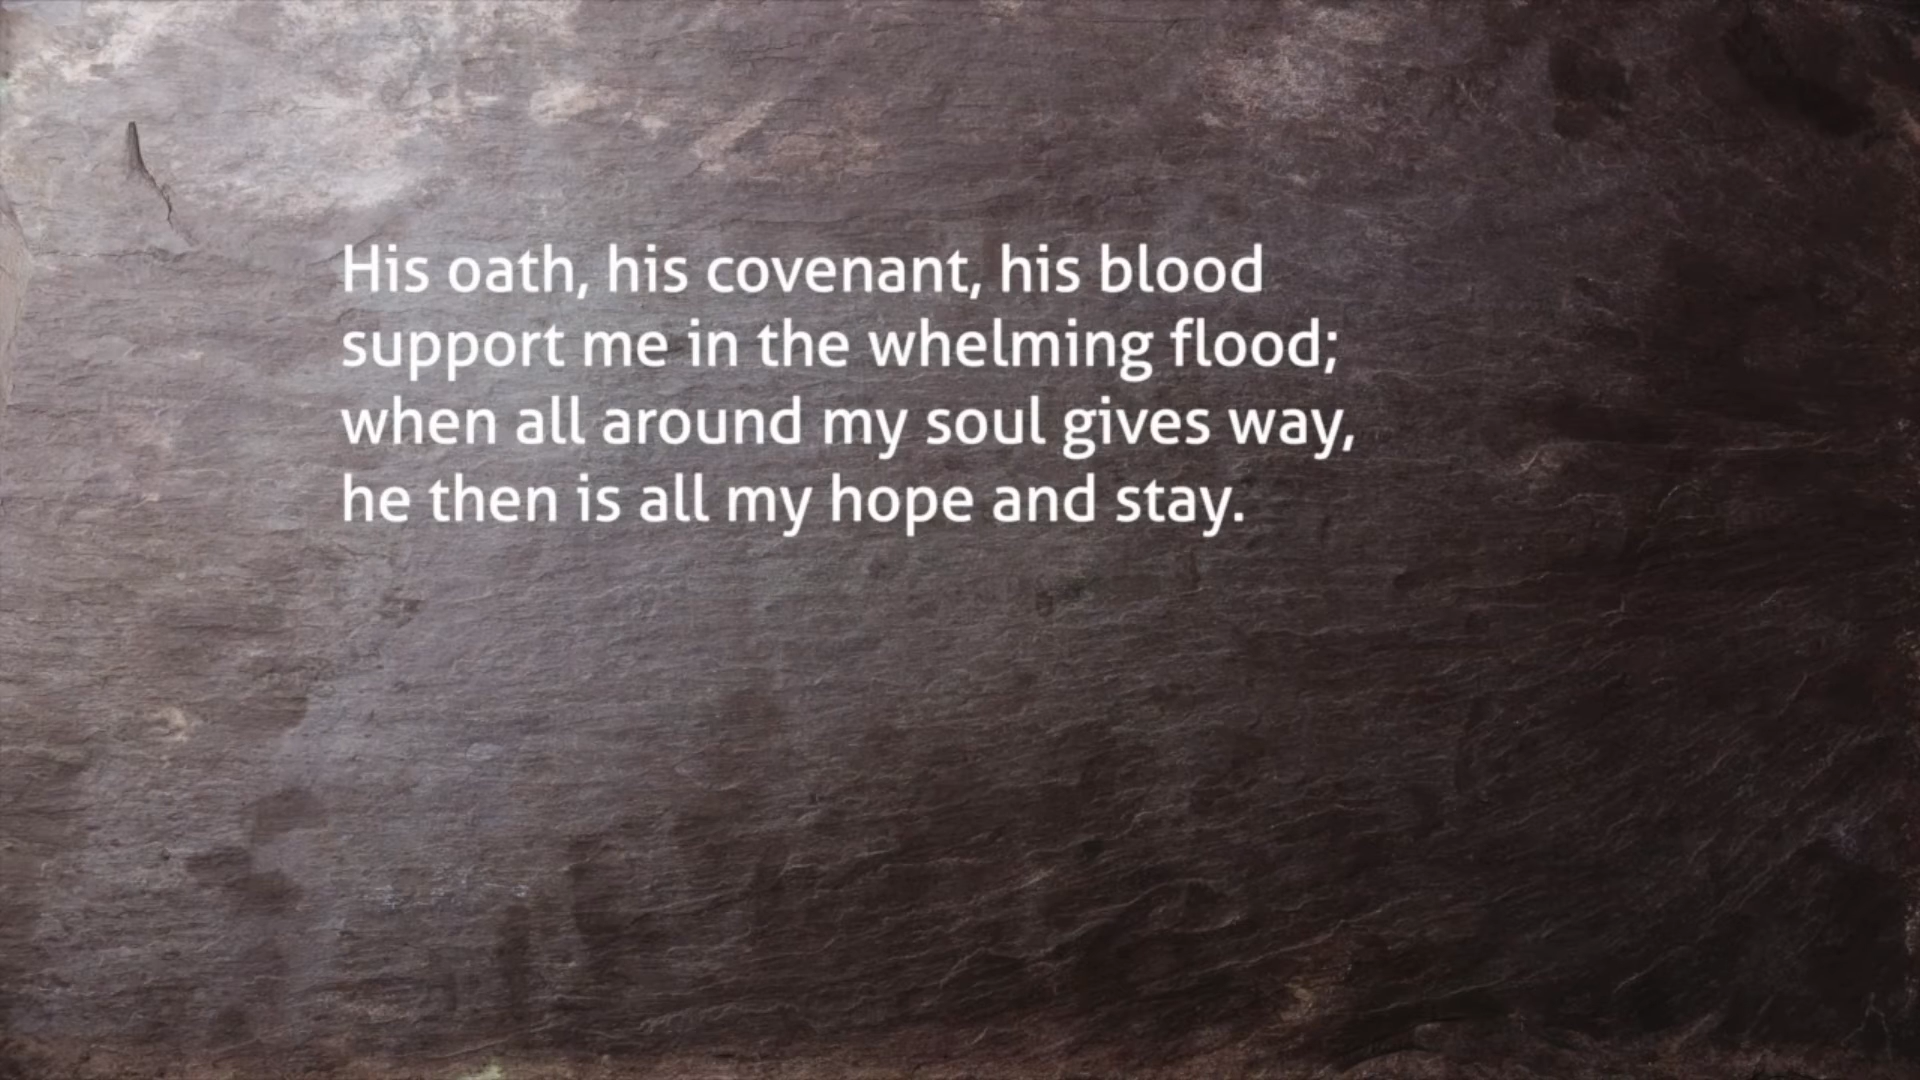 His oath, his covenant, his blood
support me in the whelming flood;
when all around my soul gives way,
he then is all my hope and stay.